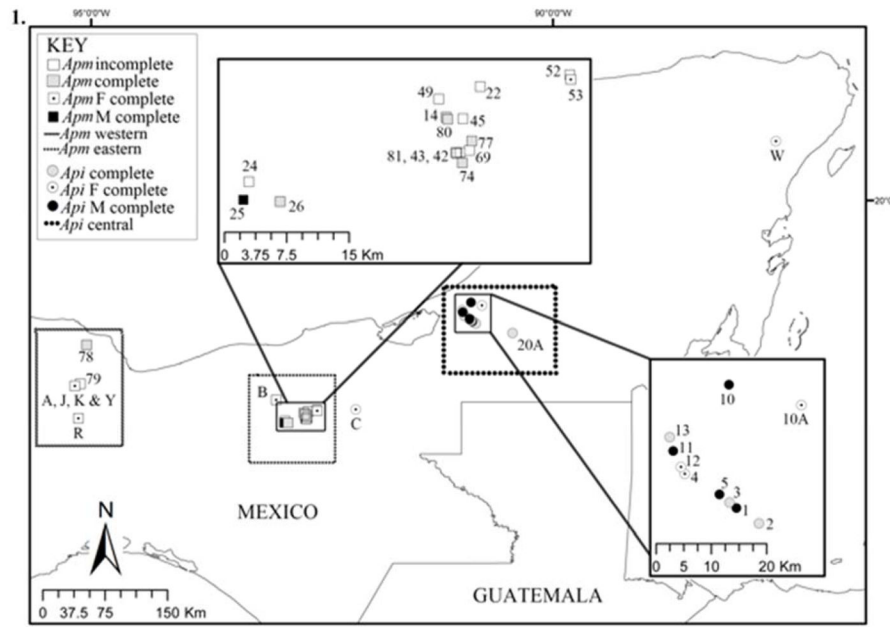 1.
95°0'0"W
90°0'0"W
KEY
Apm incomplete
Apm complete
Apm F complete
Apm M complete
Apm western
Apm eastern
Api complete
Api F complete
Api M complete
Api central
52
53
22
49
14
80
45
77
81, 43, 42
69
74
24
25
26
0 3.75 7.5 15 Km
W
20°0
20A
78
79
A, J, K & Y
R
B
C
10
10A
13
11
12
4
5
3
1
2
0 5 10 20 Km
N
MEXICO
GUATEMALA
0 37.5 75 150 Km